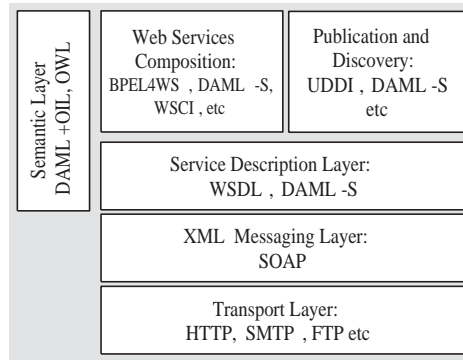 Semantic Layer
DAML +OIL, OWL
Web Services
Composition:
BPEL4WS , DAML -S,
WSCI , etc
Publication and
Discovery:
UDDI , DAML -S
etc
Service Description Layer:
WSDL , DAML -S
XML Messaging Layer:
SOAP
Transport Layer:
HTTP, SMTP , FTP etc